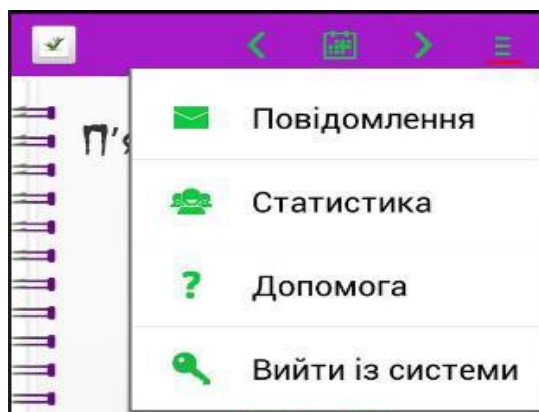 П'я
Повідомлення
Статистика
Допомога
Вийти із системи